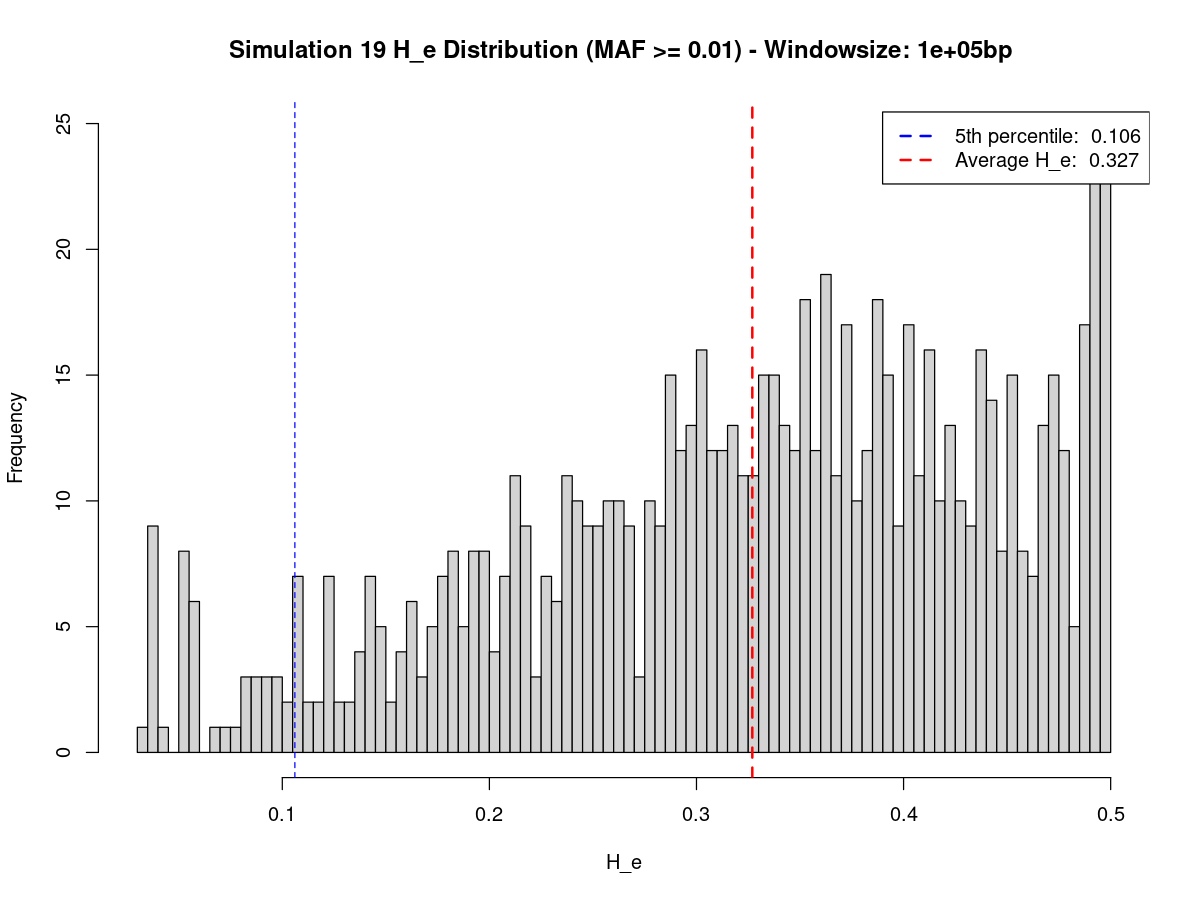 Simulation 19 H_e Distribution (MAF >= 0.01) - Windowsize: 1e+05bp
5th percentile: 0.106
Average H_e: 0.327
Frequency
25
20
15
10
5
0
0.1 0.2 0.3 0.4 0.5
H_e